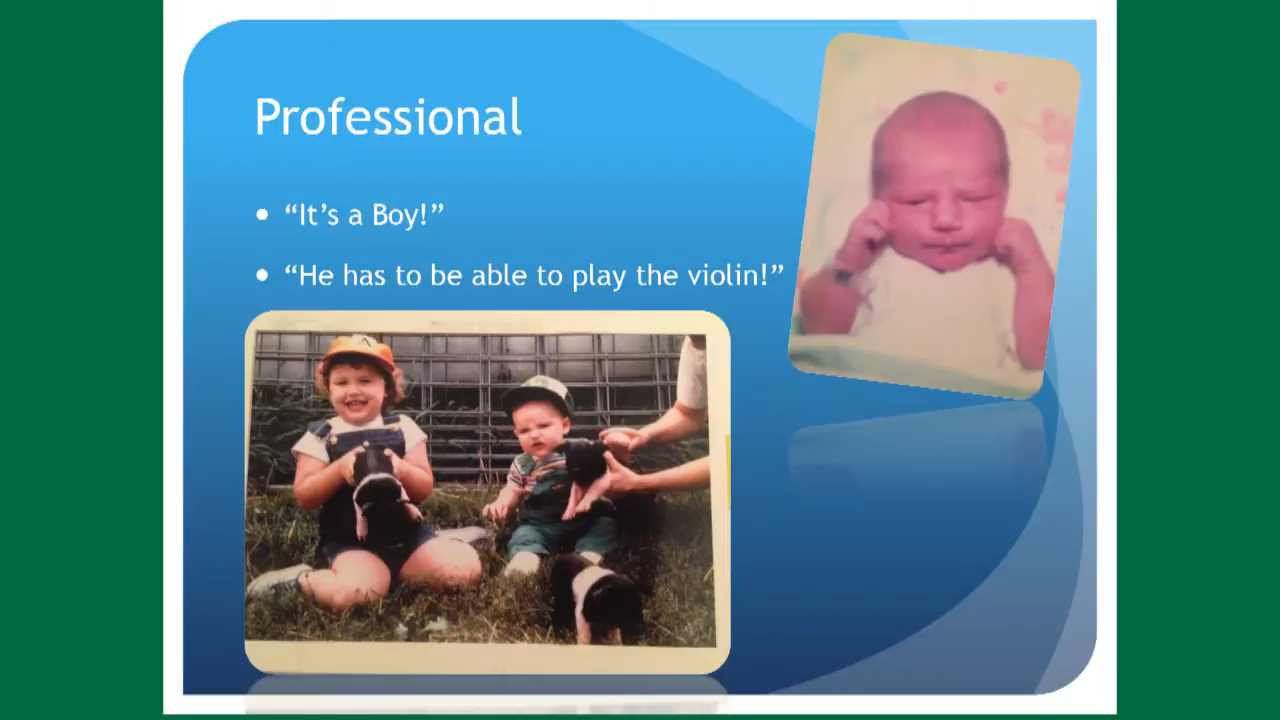 Professional
• “It’s a Boy!”
• “He has to be able to play the violin!”